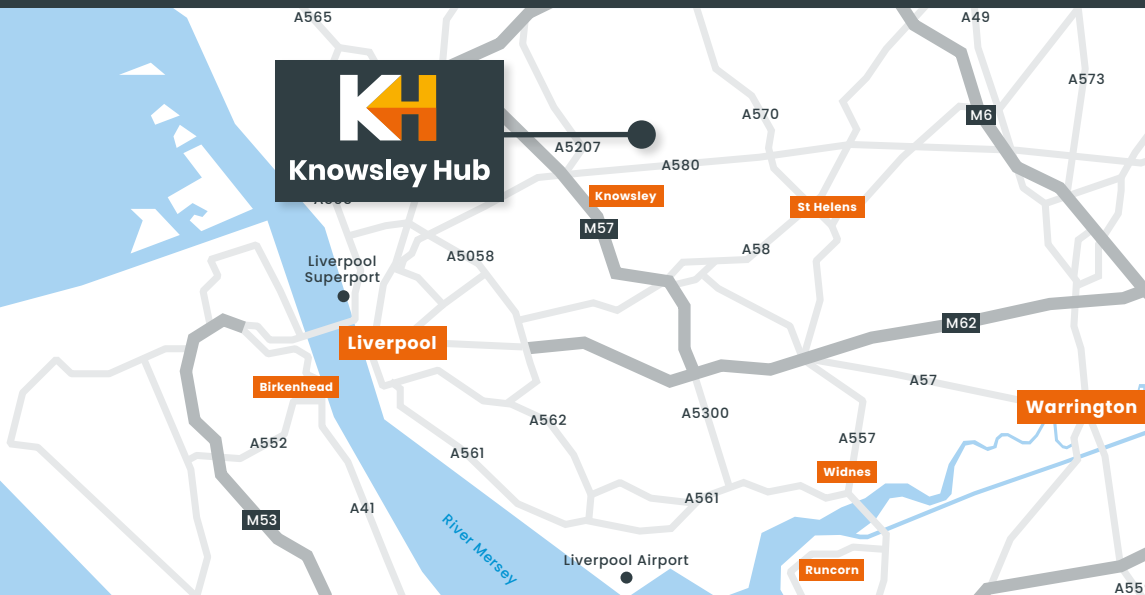 A565
A49
A573
A570
M6
KH
A5207
A580
Knowsley Hub
Knowsley
St Helens
M57
A58
A5058
Liverpool
Superport
M62
Liverpool
Birkenhead
A57
Warrington
A5300
A562
A557
A552
A561
Widnes
A561
A41
M53
River Mersey
Liverpool Airport
Runcorn
A55